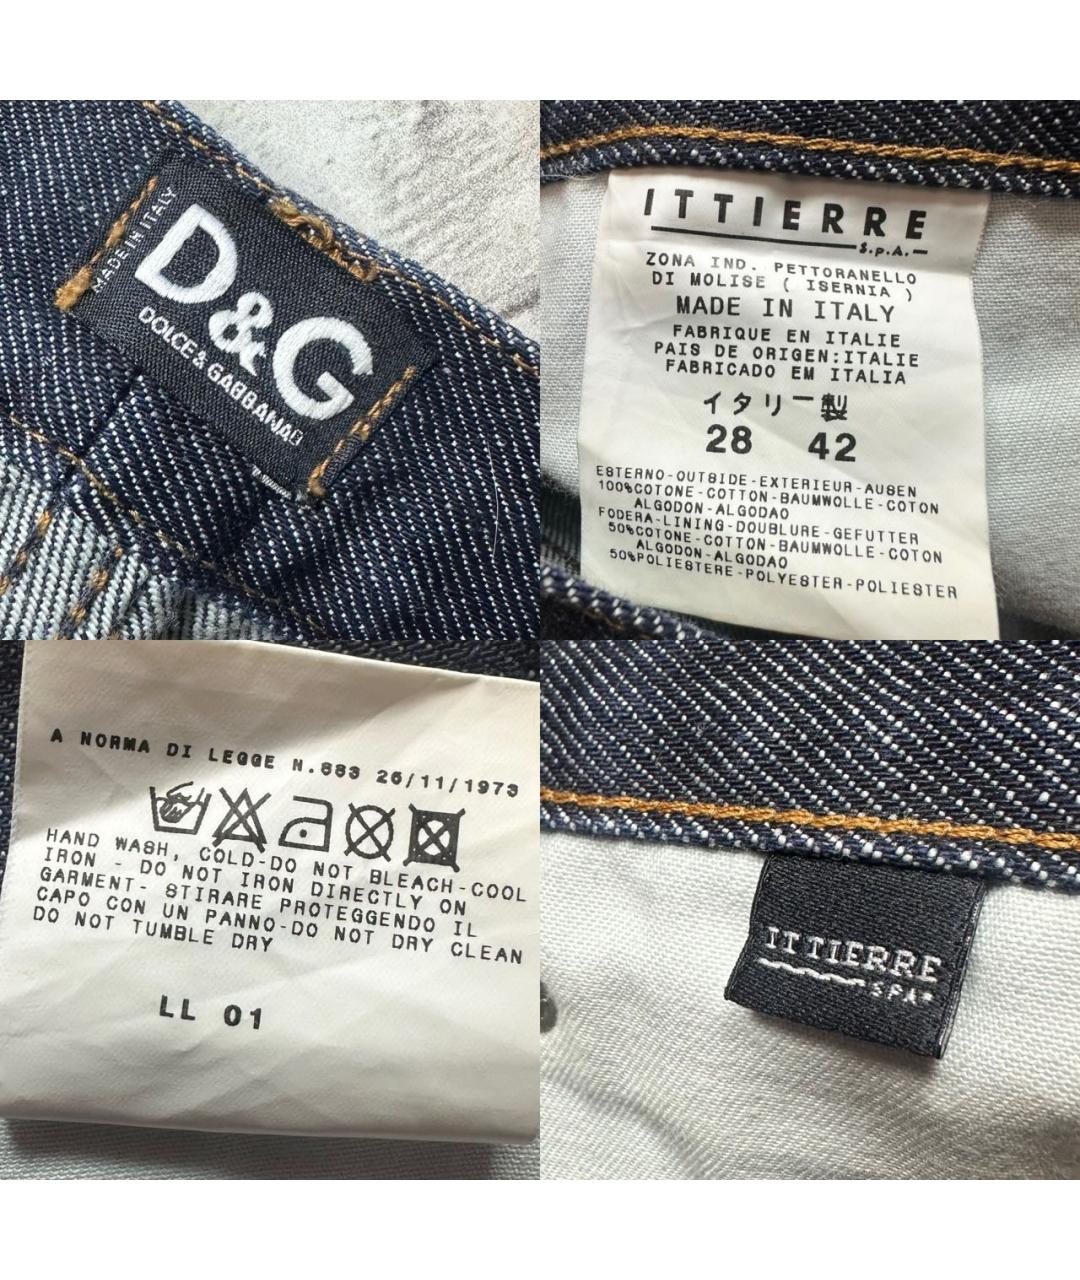 MADE IN ITALY
D&G
DOLCE & GABBANA
ITTIERRE
S.p.A.
ZONA IND. PETTORANELLO
DI MOLISE ( ISERNIA )
MADE IN ITALY
FABRIQUE EN ITALIE
PAIS DE ORIGEN:ITALIE
FABRICADO EM ITALIA
イタリー製
28 42
ESTERNO-OUTSIDE-EXTERIEUR-AUßEN
100%COTONE-COTTON-BAUMWOLLE-COTON
ALGODON-ALGODAO
FODERA-LINING-DOUBLURE-GEFUTTER
50%COTONE-COTTON-BAUMWOLLE-COTON
ALGODON-ALGODAO
50%POLIESTERE-POLYESTER-POLIESTER
A NORMA DI LEGGE N.883 26/11/1973
HAND WASH, COLD-DO NOT BLEACH-COOL
IRON - DO NOT IRON DIRECTLY ON
GARMENT- STIRARE PROTEGGENDO IL
CAPO CON UN PANNO-DO NOT DRY CLEAN
DO NOT TUMBLE DRY
LL 01
ITTIERRE
SPA